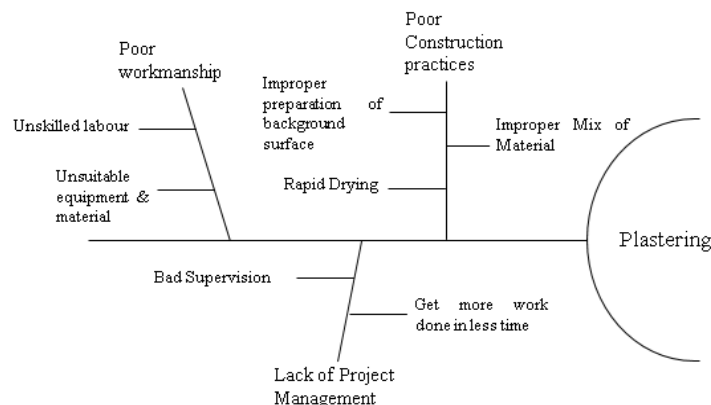 Poor
workmanship
Poor
Construction
practices
Improper
preparation of
background
surface
Unskilled labour
Improper Mix of
Material
Unsuitable
equipment &
material
Rapid Drying
Plastering
Bad Supervision
Get more work
done in less time
Lack of Project
Management